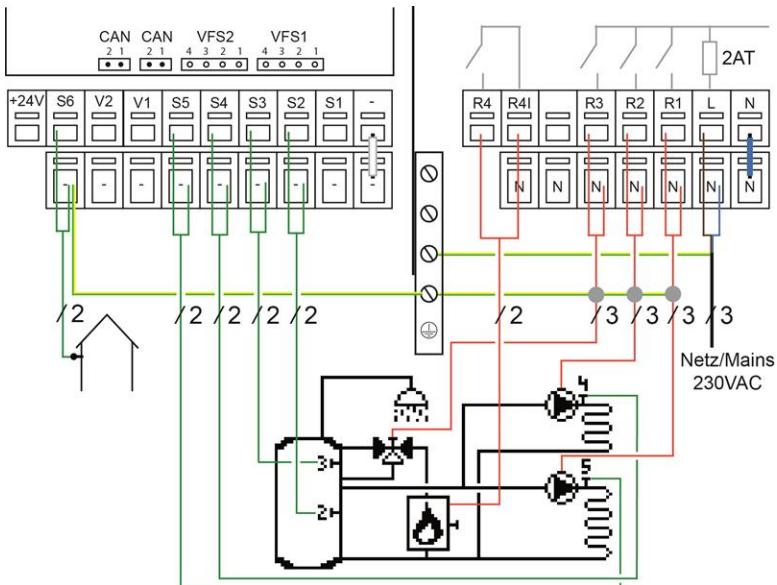 CAN CAN VFS2 VFS1
2 1 2 1 4 3 2 1 4 3 2 1
2AT
+24V S6 V2 V1 S5 S4 S3 S2 S1 -
R4 R4I R3 R2 R1 L N
- - - - - - - - -
N N N N N N N
/2 /2 /2 /2 /2 /2 /3 /3 /3 /3
Netz/Mains
230VAC
4
3
5
2